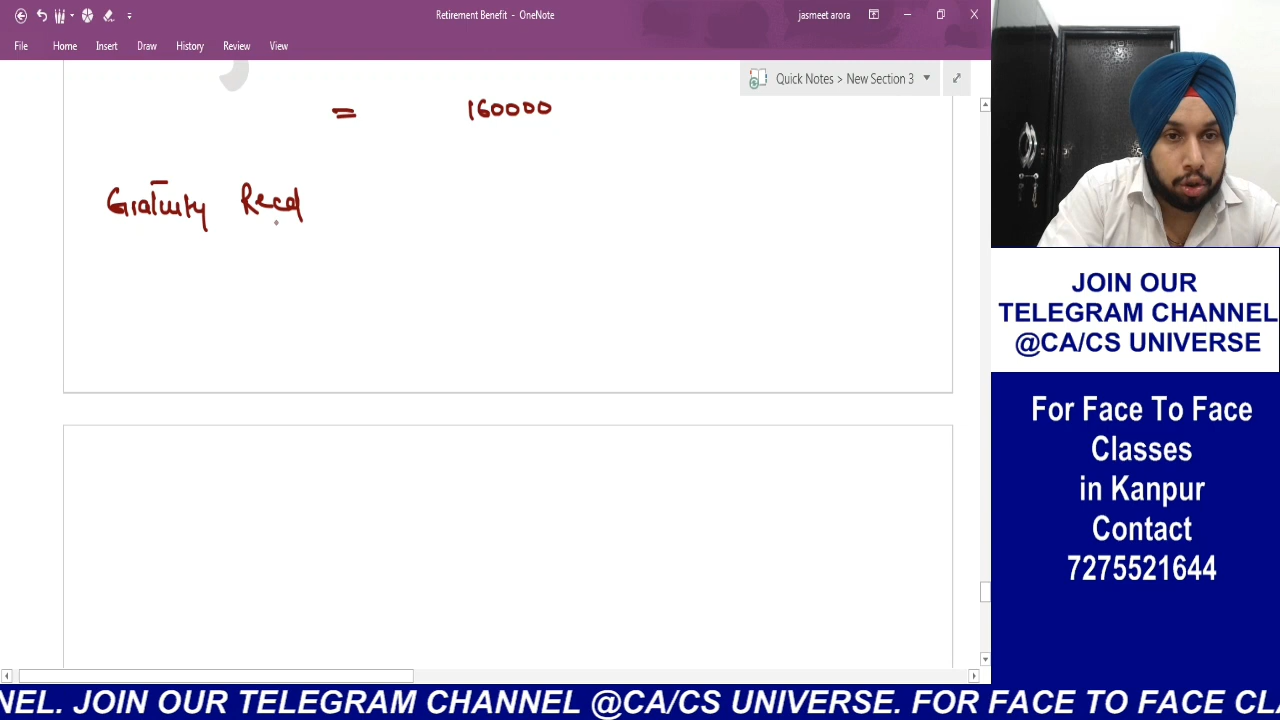 Retirement Benefit - OneNote
jasmeet arora
File Home Insert Draw History Review View
Quick Notes > New Section 3
= 160000
Gratuity Recd
JOIN OUR
TELEGRAM CHANNEL
@CA/CS UNIVERSE
For Face To Face
Classes
in Kanpur
Contact
7275521644
NEL. JOIN OUR TELEGRAM CHANNEL @CA/CS UNIVERSE. FOR FACE TO FACE CLA